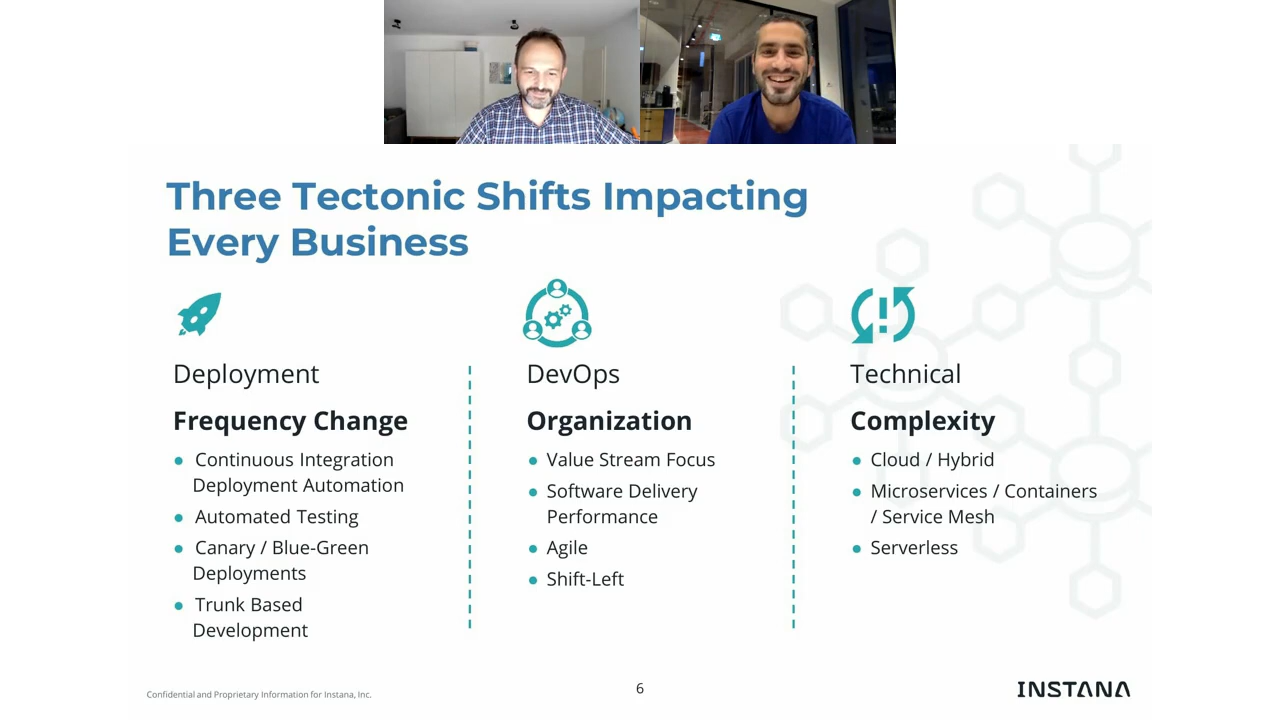 Three Tectonic Shifts Impacting
Every Business
Deployment
Frequency Change
Continuous Integration
Deployment Automation
Automated Testing
Canary / Blue-Green
Deployments
Trunk Based
Development
DevOps
Organization
Value Stream Focus
Software Delivery
Performance
Agile
Shift-Left
Technical
Complexity
Cloud / Hybrid
Microservices / Containers
/ Service Mesh
Serverless
Confidential and Proprietary Information for Instana, Inc.
6
INSTANA